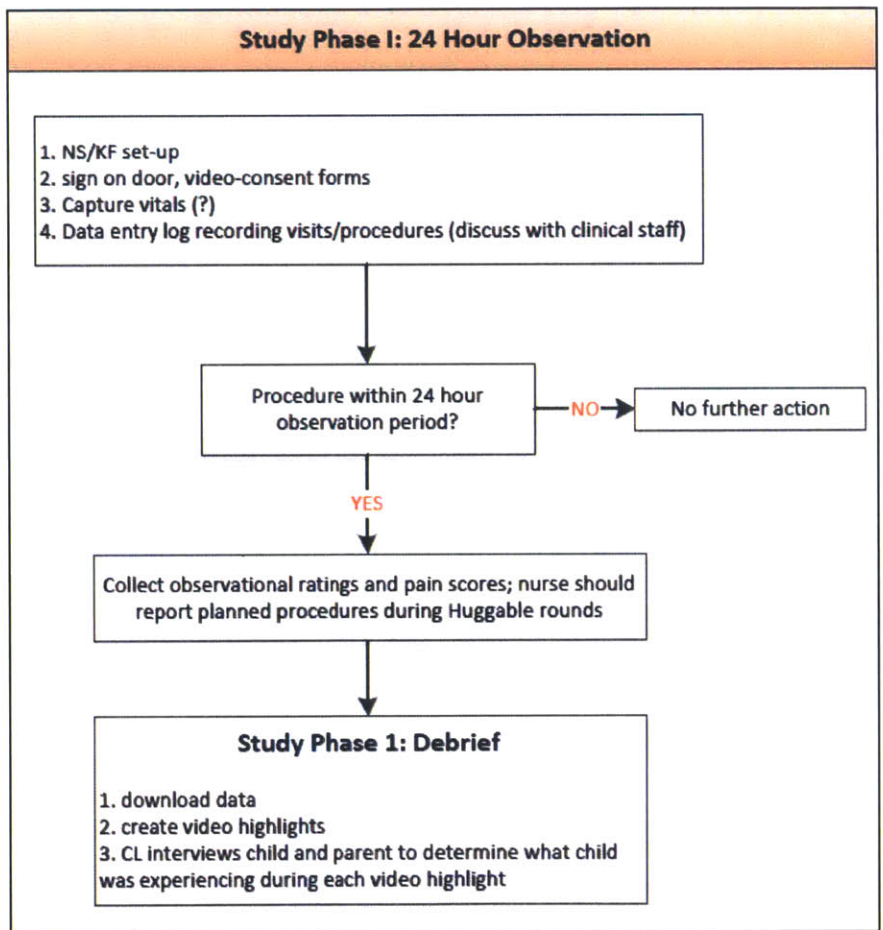 Study Phase I: 24 Hour Observation
1. NS/KF set-up
2. sign on door, video-consent forms
3. Capture vitals (?)
4. Data entry log recording visits/procedures (discuss with clinical staff)
Procedure within 24 hour
observation period?
NO
No further action
YES
Collect observational ratings and pain scores; nurse should
report planned procedures during Huggable rounds
Study Phase 1: Debrief
1. download data
2. create video highlights
3. CL interviews child and parent to determine what child
was experiencing during each video highlight